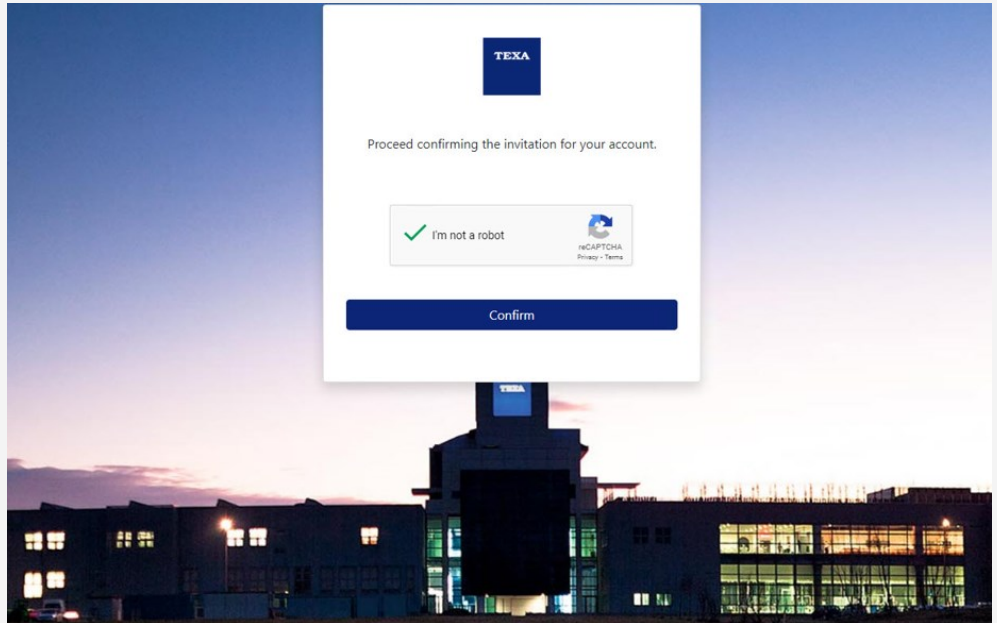 TEXA
Proceed confirming the invitation for your account.
I'm not a robot
reCAPTCHA
Privacy - Terms
Confirm
TEXA